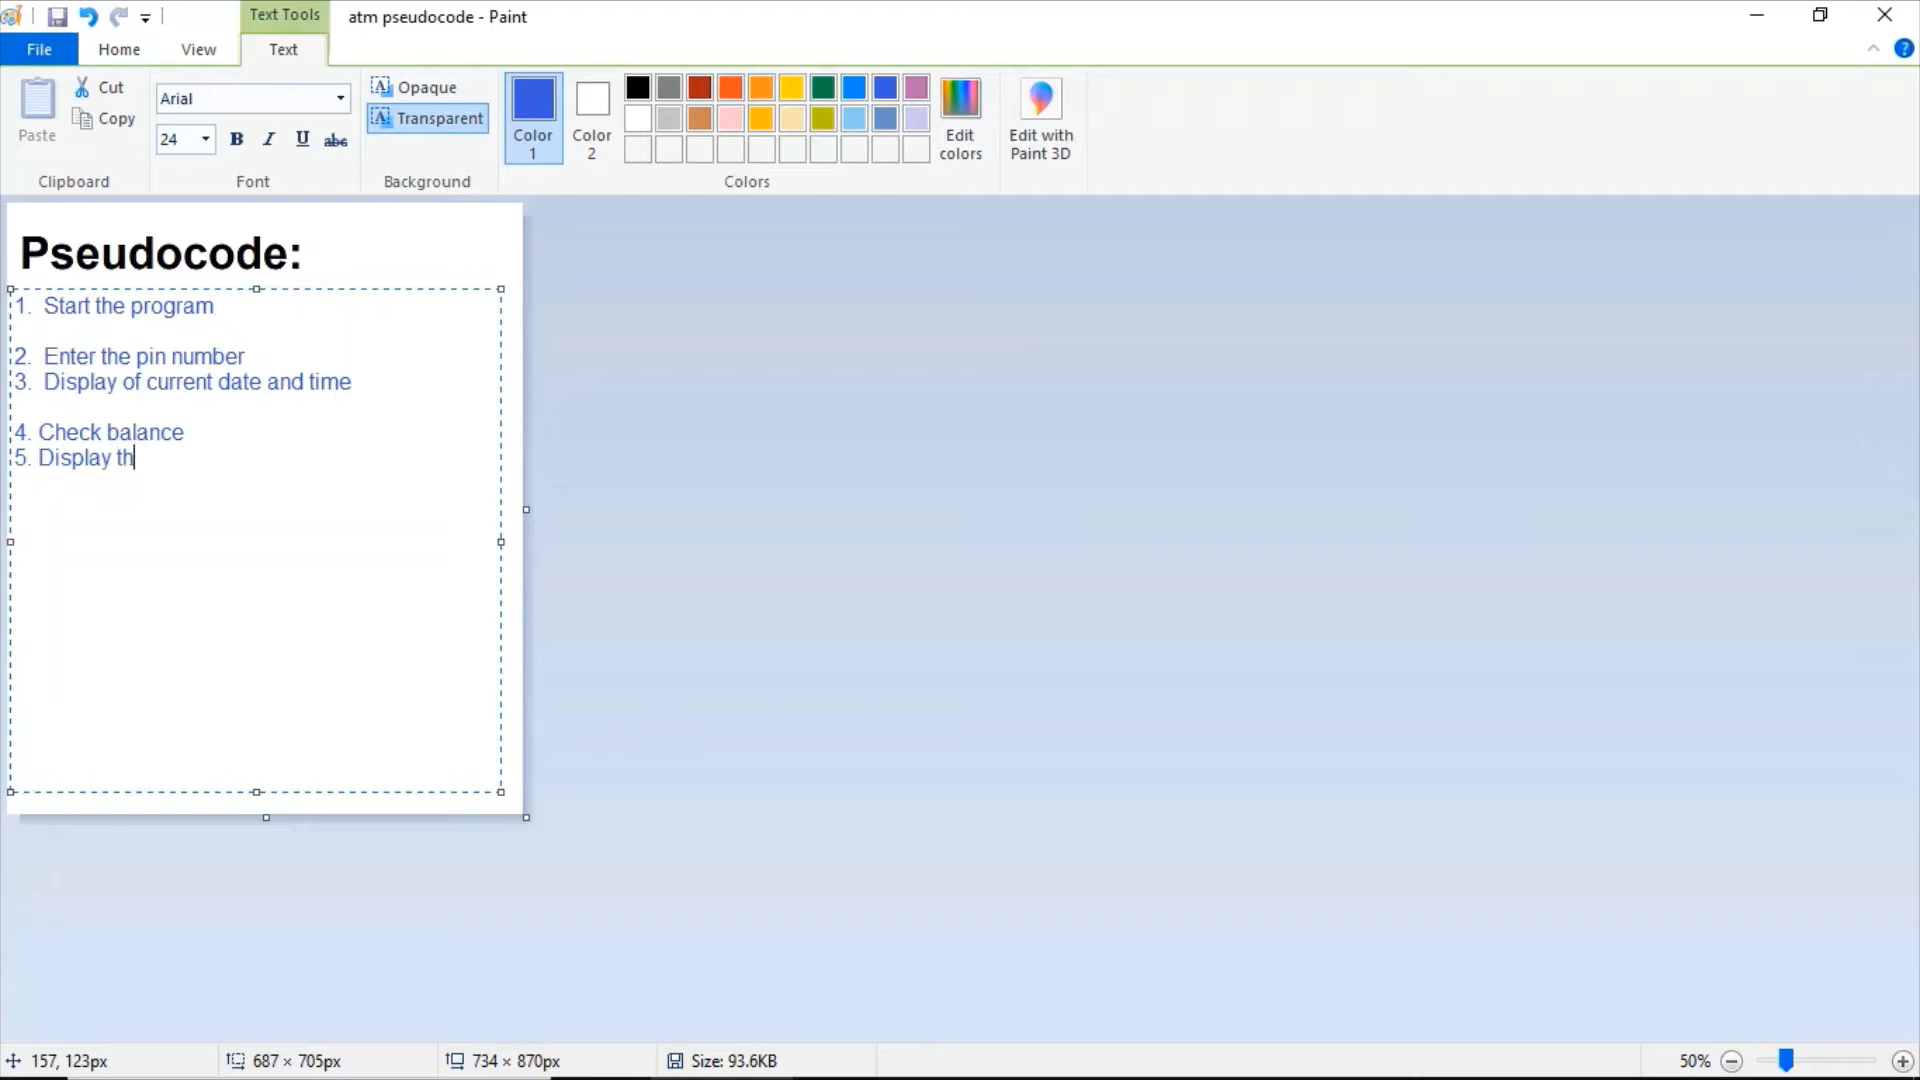 Text Tools
atm pseudocode - Paint
File
Home
View
Text
Paste
Cut
Copy
Clipboard
Arial
24
B I U abc
Font
Opaque
Transparent
Background
Color 1
Color 2
Edit colors
Colors
Edit with Paint 3D
Pseudocode:
1. Start the program
2. Enter the pin number
3. Display of current date and time
4. Check balance
5. Display th
157, 123px
687 × 705px
734 × 870px
Size: 93.6KB
50%